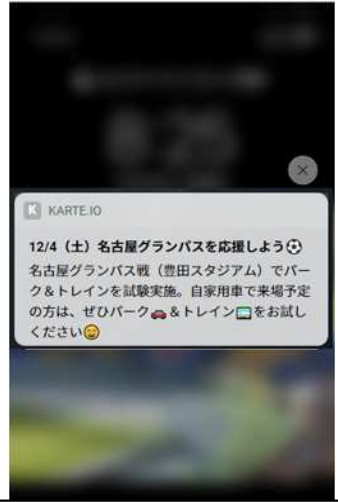 K KARTE.IO
12/4（土）名古屋グランパスを応援しよう⚽
名古屋グランパス戦（豊田スタジアム）でパー
ク＆トレインを試験実施。自家用車で来場予定
の方は、ぜひパーク🚗＆トレイン🚃をお試し
ください😄